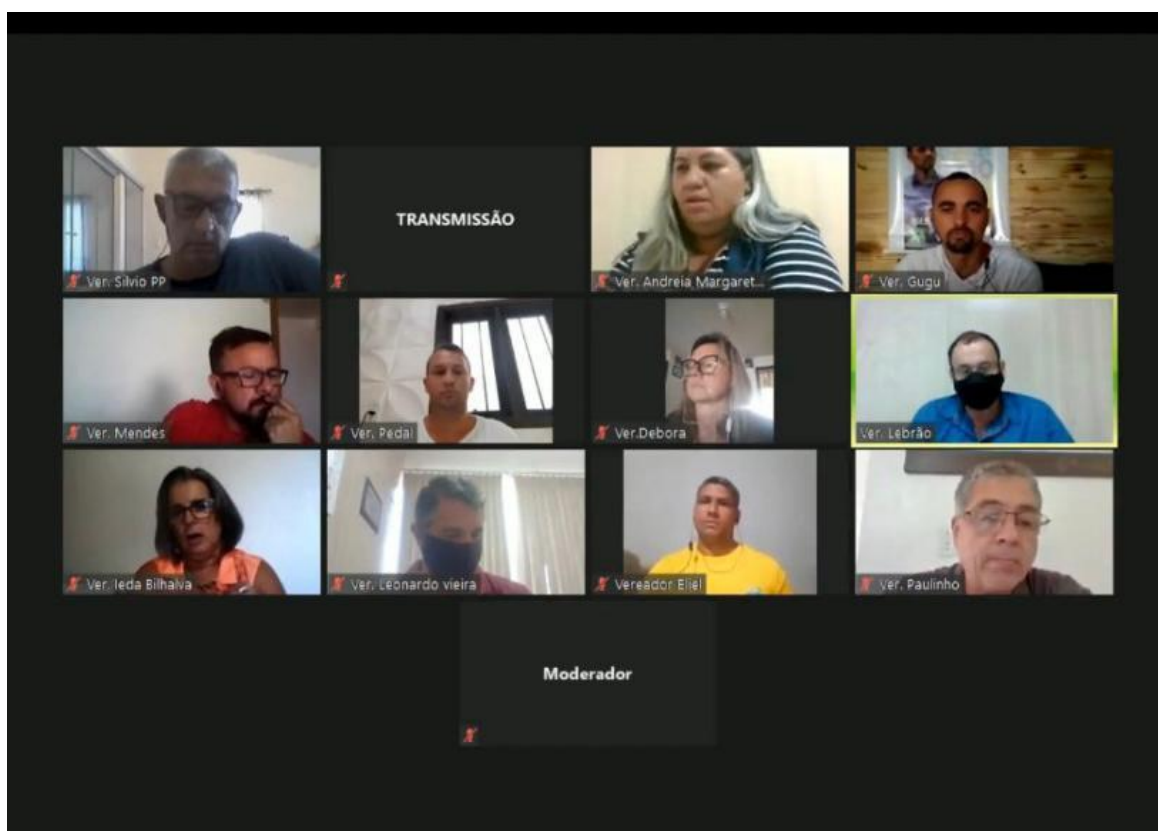 Ver. Silvio PP
TRANSMISSÃO
Ver. Andreia Margaret...
Ver. Gugu
Ver. Mendes
Ver. Pedal
Ver.Debora
Ver. Lebrão
Ver. Ieda Bilhalva
Ver. Leonardo vieira
Vereador Eliel
Ver. Paulinho
Moderador